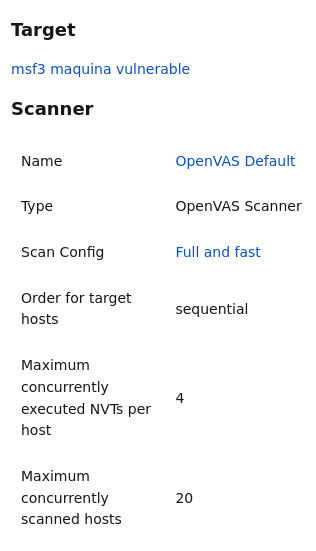 Target
msf3 maquina vulnerable
Scanner
Name
OpenVAS Default
Type
OpenVAS Scanner
Scan Config
Full and fast
Order for target
hosts
sequential
Maximum
concurrently
executed NVTs per
host
4
Maximum
concurrently
scanned hosts
20